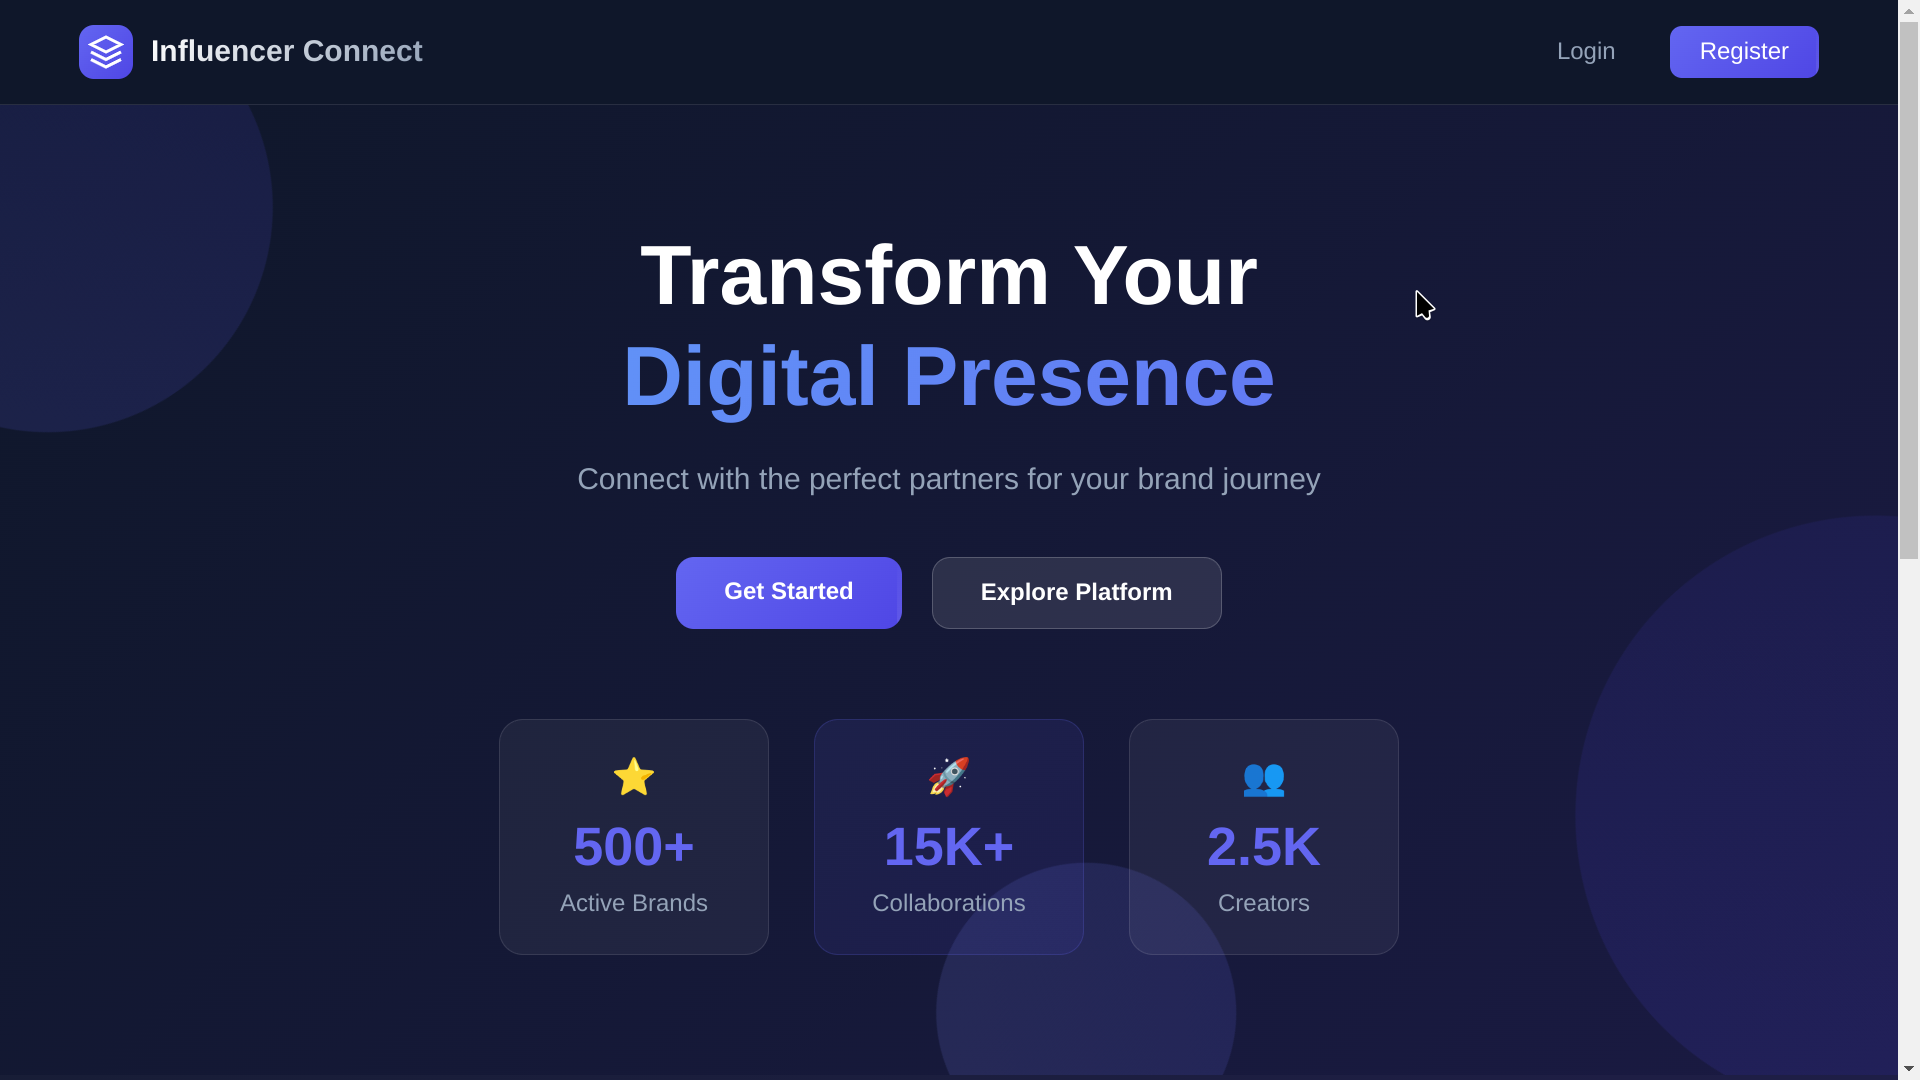 Influencer Connect
Login
Register
Transform Your
Digital Presence
Connect with the perfect partners for your brand journey
Get Started
Explore Platform
500+
Active Brands
15K+
Collaborations
2.5K
Creators